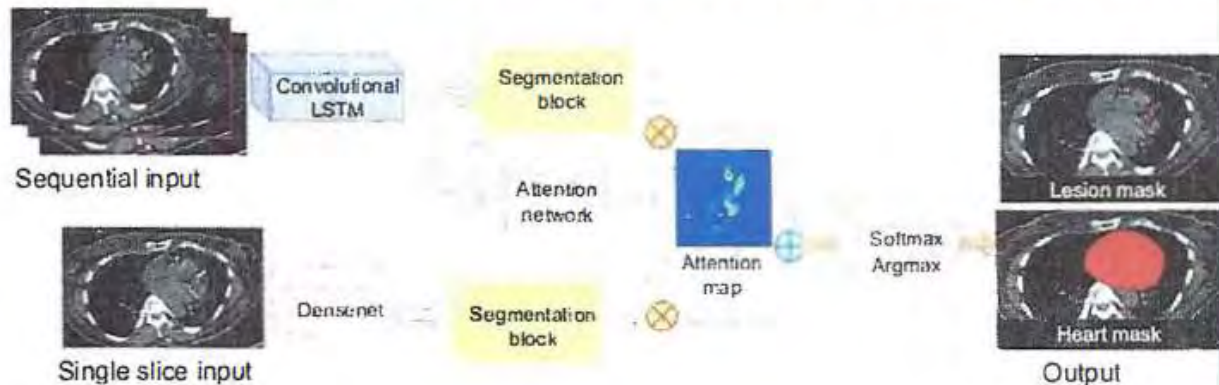 Convolutional
LSTM
Segmentation
block
Sequential input
Attention
network
Attention
map
Densenet
Segmentation
block
Single slice input
Softmax
Argmax
Lesion mask
Heart mask
Output